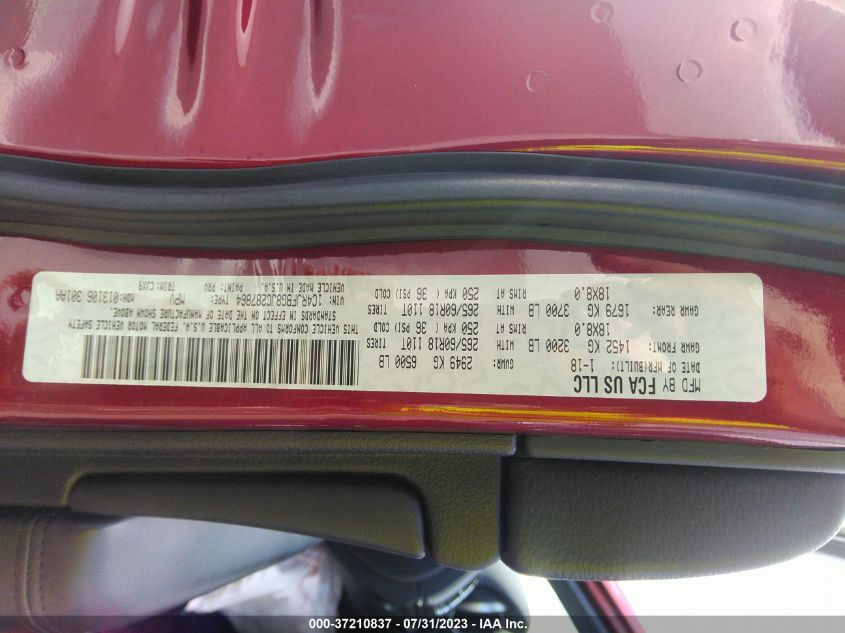 MFD BY FCA US LLC
DATE OF MFR(BUILT): 1-18 GVWR: 2949 KG 6500 LB
GAWR FRONT: 1452 KG 3200 LB WITH 265/60R18 110T TIRES
18X8.0 RIMS AT 250 KPA ( 36 PSI) COLD
GAWR REAR: 1679 KG 3700 LB WITH 265/60R18 110T TIRES
18X8.0 RIMS AT 250 KPA ( 36 PSI) COLD
THIS VEHICLE CONFORMS TO ALL APPLICABLE U.S.A. FEDERAL MOTOR VEHICLE SAFETY
STANDARDS IN EFFECT ON THE DATE OF MANUFACTURE SHOWN ABOVE.
VIN: 1C4RJFBG8JC287864 TYPE: MPV MDH:013106 301AA
VEHICLE MADE IN U.S.A. PAINT: PRV TRIM: CJX9
000-37210837 - 07/31/2023 - IAA Inc.